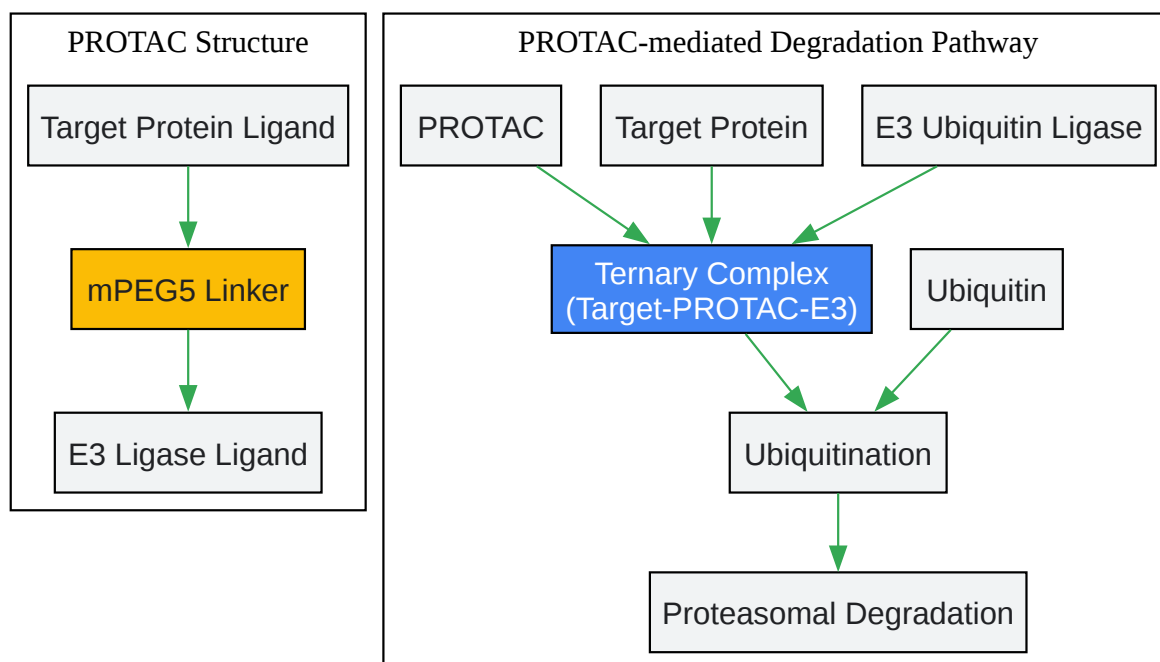 PROTAC Structure
Target Protein Ligand
mPEG5 Linker
E3 Ligase Ligand
PROTAC-mediated Degradation Pathway
PROTAC
Target Protein
E3 Ubiquitin Ligase
Ternary Complex
(Target-PROTAC-E3)
Ubiquitin
Ubiquitination
Proteasomal Degradation